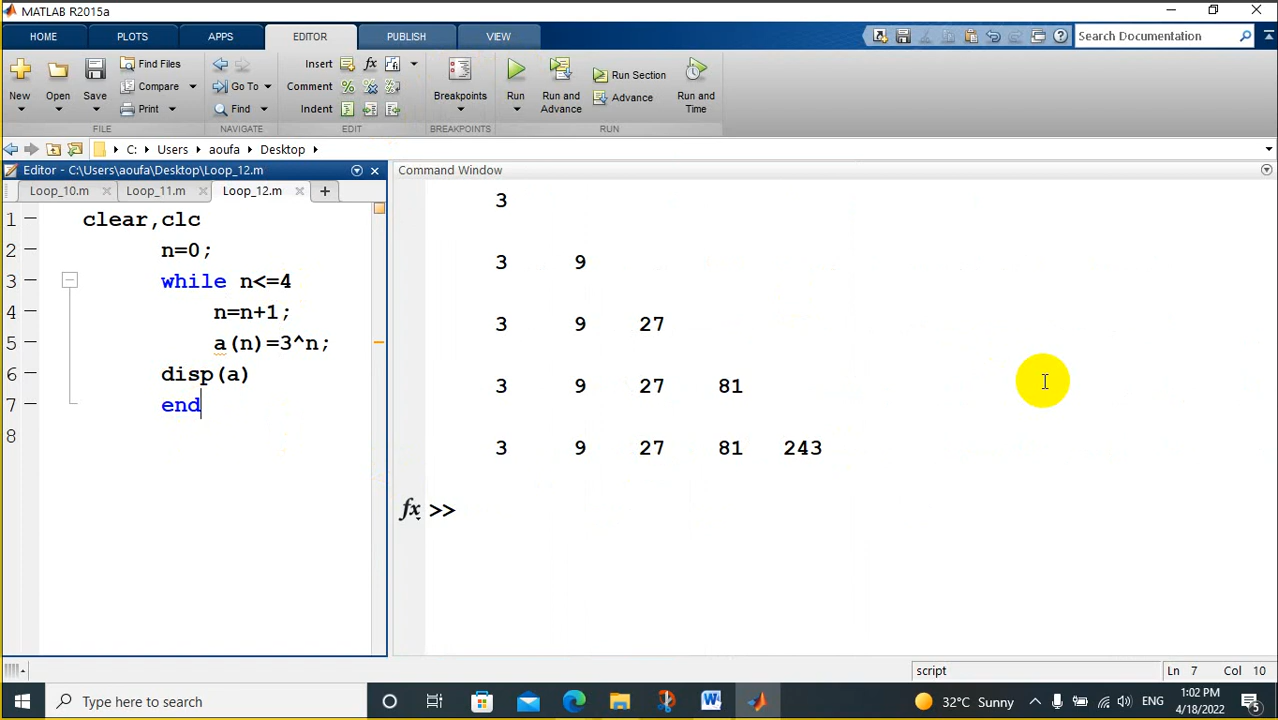 MATLAB R2015a
HOME PLOTS APPS EDITOR PUBLISH VIEW Search Documentation
New Open Save Find Files Compare Print Go To Find Insert fx Comment Indent Breakpoints Run Run and Advance Run Section Advance Run and Time
FILE NAVIGATE EDIT BREAKPOINTS RUN
C: Users aoufa Desktop
Editor - C:\Users\aoufa\Desktop\Loop_12.m
Loop_10.m Loop_11.m Loop_12.m +
1 clear,clc
2 n=0;
3 while n<=4
4 n=n+1;
5 a(n)=3^n;
6 disp(a)
7 end
8
Command Window
3
3 9
3 9 27
3 9 27 81
3 9 27 81 243
fx >>
script Ln 7 Col 10
Type here to search 32°C Sunny ENG 1:02 PM
4/18/2022 5